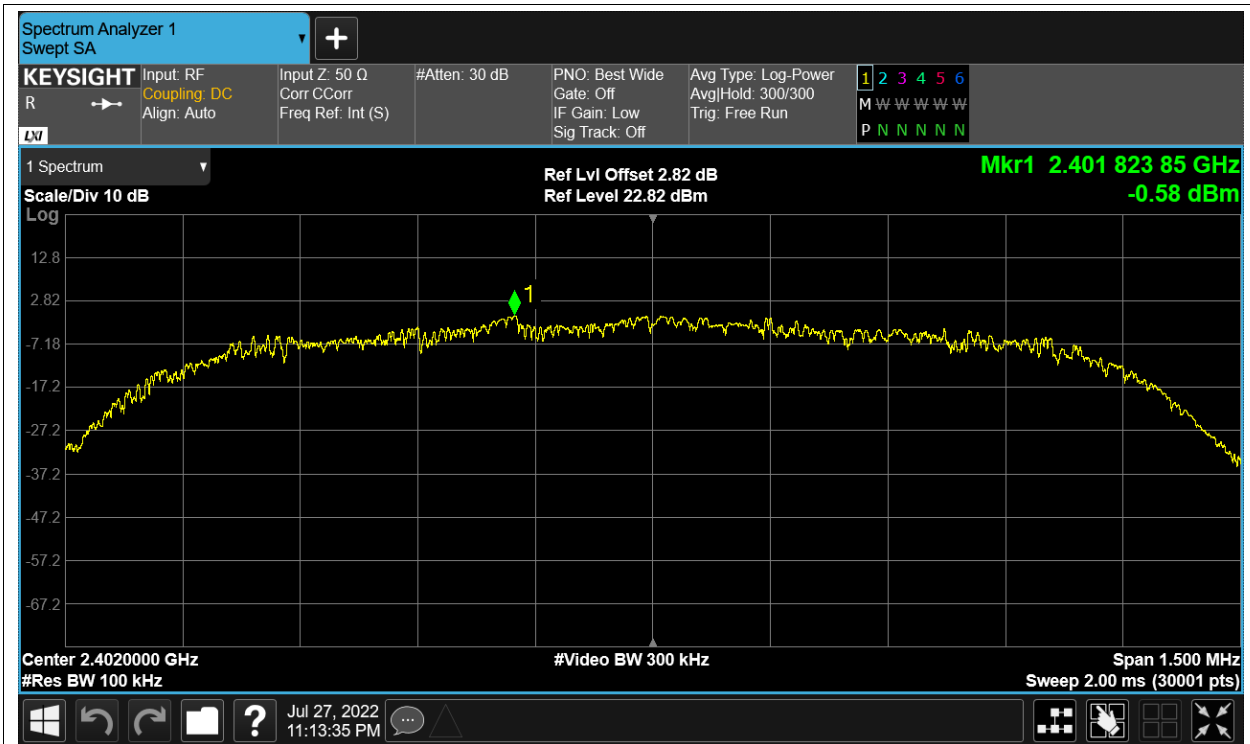 Spectrum Analyzer 1
Swept SA
KEYSIGHT
R
LXI
Input: RF
Coupling: DC
Align: Auto
Input Z: 50 Ω
Corr CCorr
Freq Ref: Int (S)
#Atten: 30 dB
PNO: Best Wide
Gate: Off
IF Gain: Low
Sig Track: Off
Avg Type: Log-Power
Avg|Hold: 300/300
Trig: Free Run
1 2 3 4 5 6
M W W W W W
P N N N N N
1 Spectrum
Scale/Div 10 dB
Log
Ref Lvl Offset 2.82 dB
Ref Level 22.82 dBm
Mkr1 2.401 823 85 GHz
-0.58 dBm
12.8
2.82
1
-7.18
-17.2
-27.2
-37.2
-47.2
-57.2
-67.2
Center 2.4020000 GHz
#Video BW 300 kHz
Span 1.500 MHz
#Res BW 100 kHz
Sweep 2.00 ms (30001 pts)
?
Jul 27, 2022
11:13:35 PM